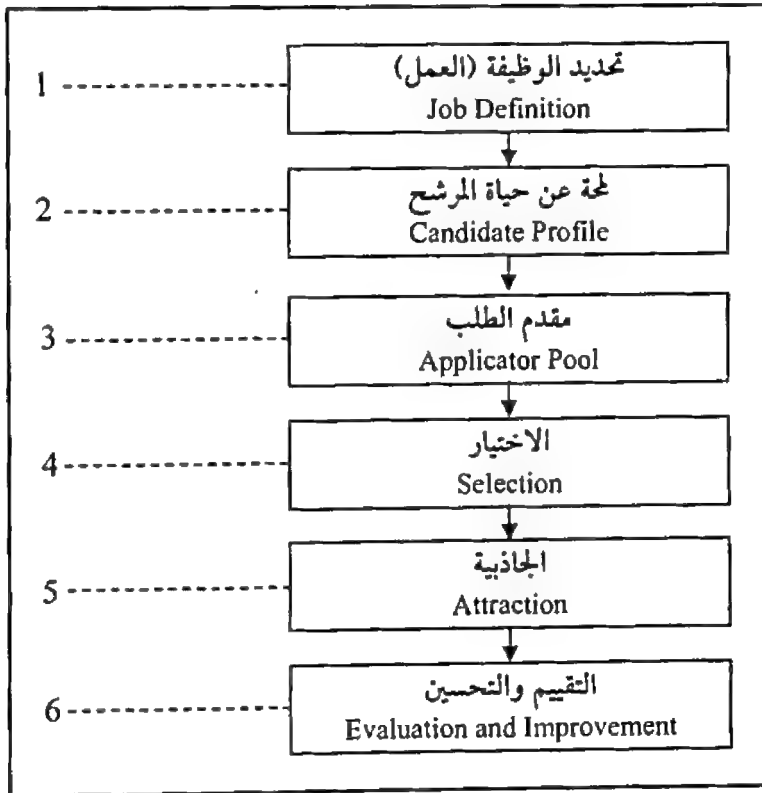 1 تحديد الوظيفة (العمل)
Job Definition
2 لمحة عن حياة المرشح
Candidate Profile
3 مقدم الطلب
Applicator Pool
4 الاختيار
Selection
5 الجاذبية
Attraction
6 التقييم والتحسين
Evaluation and Improvement